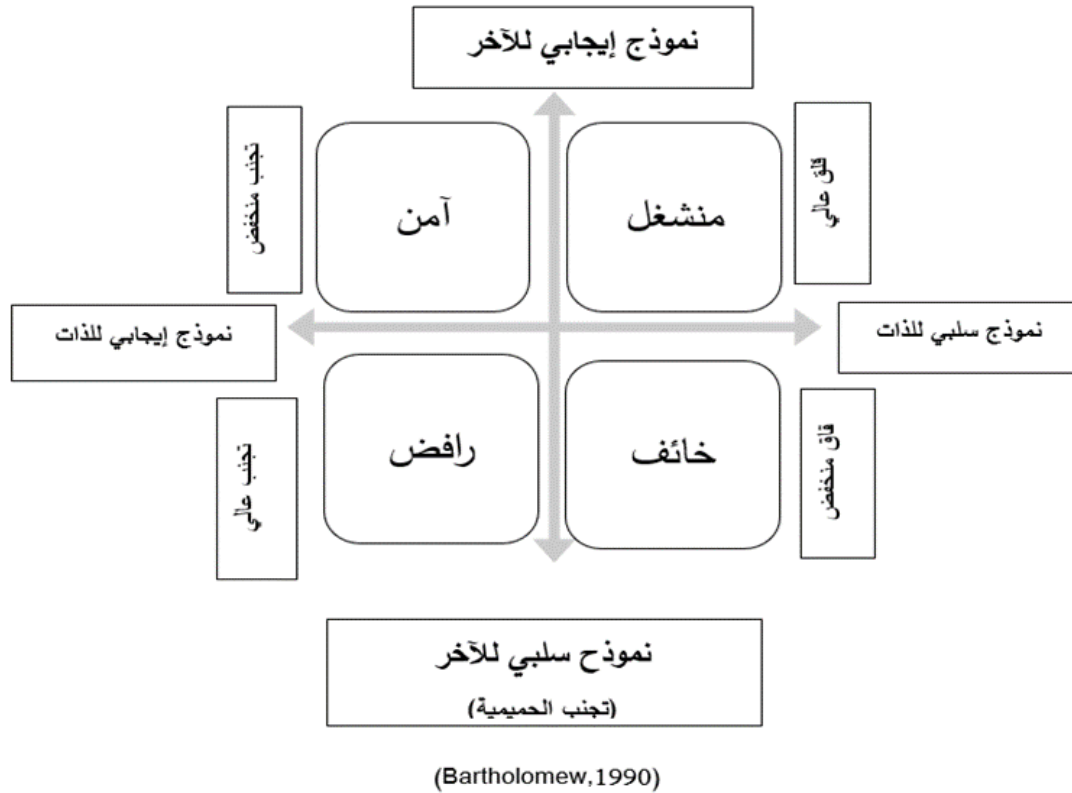 نموذج إيجابي للآخر
قلق عالي
تجنب منخفض
منشغل
آمن
نموذج سلبي للذات
نموذج إيجابي للذات
قلق منخفض
تجنب عالي
خائف
رافض
نموذح سلبي للآخر
(تجنب الحميمية)
(Bartholomew,1990)